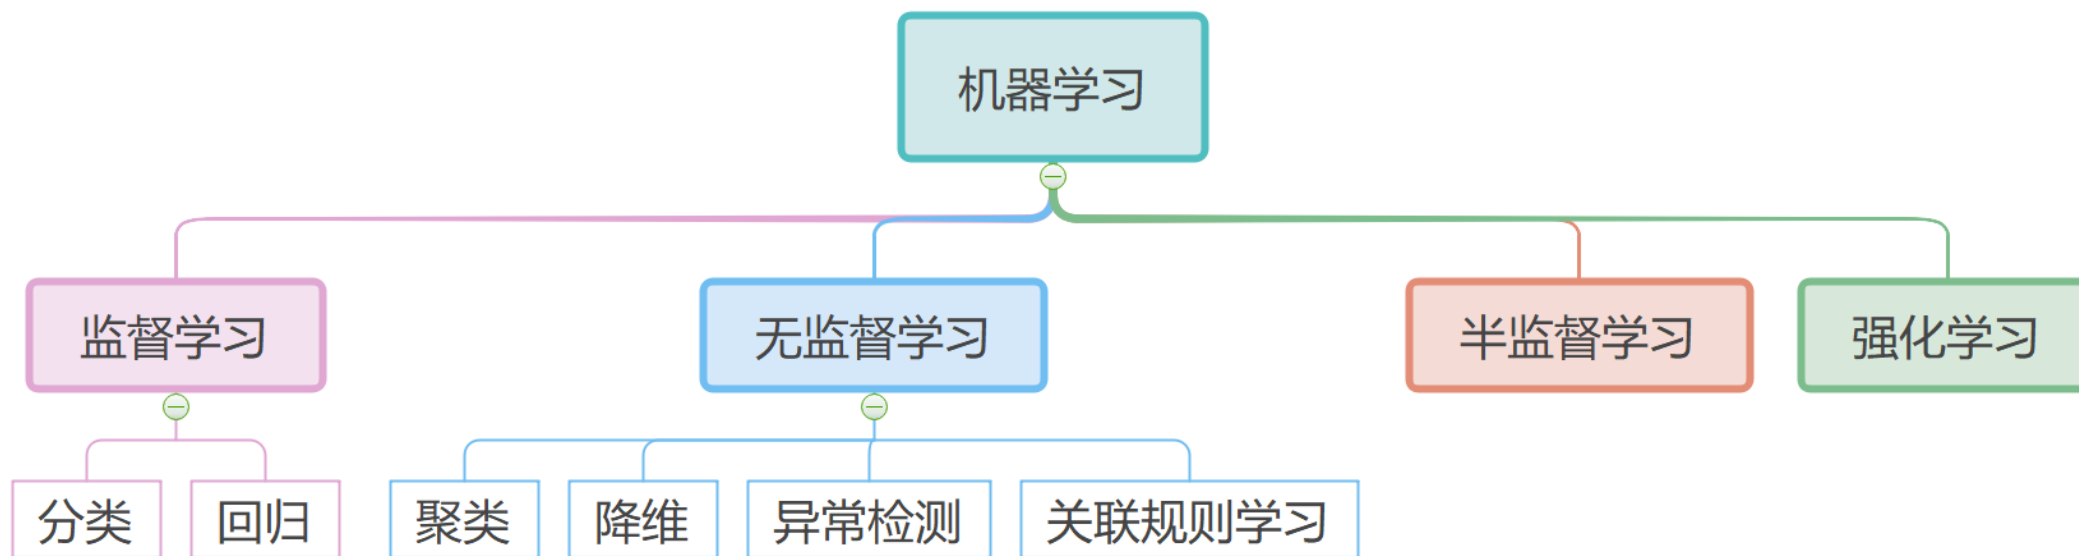 机器学习
监督学习
无监督学习
半监督学习
强化学习
分类
回归
聚类
降维
异常检测
关联规则学习